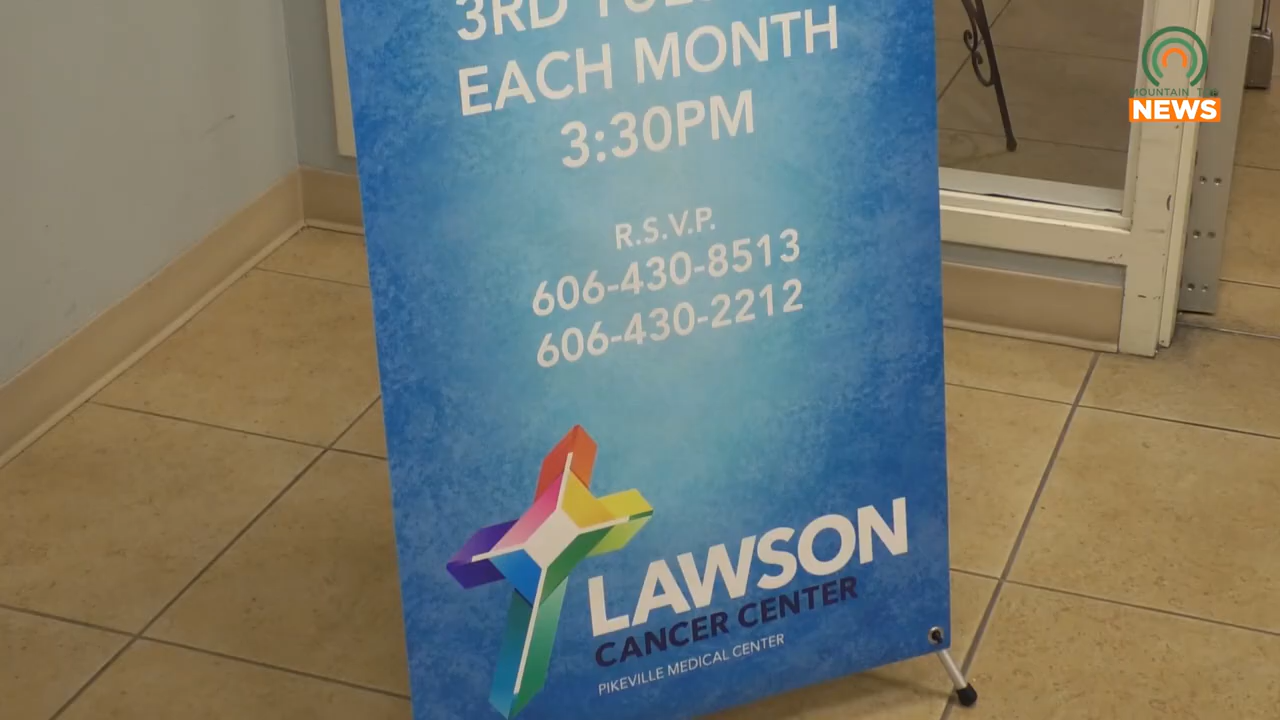 3RD
EACH MONTH
3:30PM
R.S.V.P.
606-430-8513
606-430-2212
LAWSON
CANCER CENTER
PIKEVILLE MEDICAL CENTER
MOUNTAIN TOP
NEWS